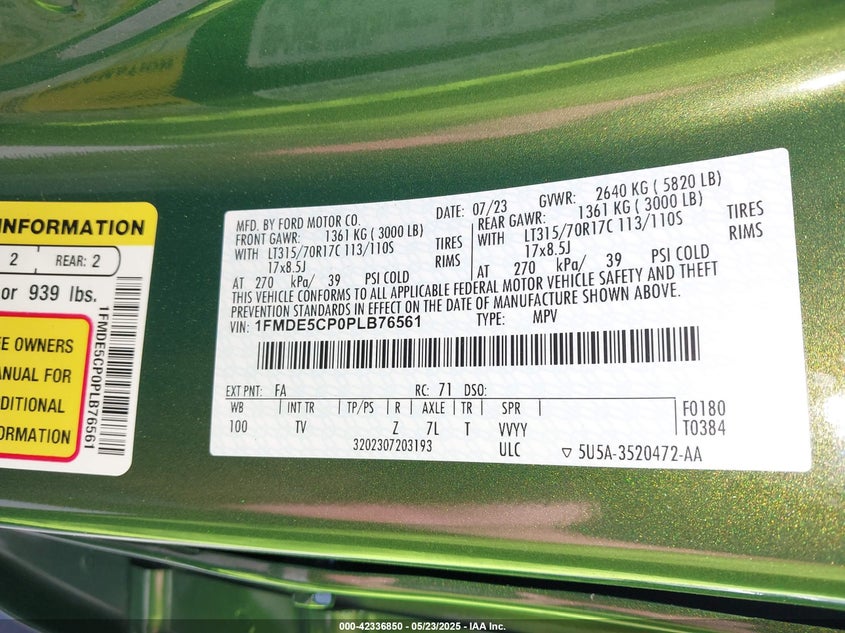 INFORMATION
2 REAR: 2
or 939 lbs.
OWNERS
MANUAL FOR
1FMDE5CP0PLB76561
MFD. BY FORD MOTOR CO. DATE: 07/23 GVWR: 2640 KG ( 5820 LB)
FRONT GAWR: 1361 KG ( 3000 LB) REAR GAWR: 1361 KG ( 3000 LB)
WITH LT315/70R17C 113/110S TIRES WITH LT315/70R17C 113/110S TIRES
17x8.5J RIMS 17x8.5J RIMS
AT 270 kPa/ 39 PSI COLD AT 270 kPa/ 39 PSI COLD
THIS VEHICLE CONFORMS TO ALL APPLICABLE FEDERAL MOTOR VEHICLE SAFETY AND THEFT
PREVENTION STANDARDS IN EFFECT ON THE DATE OF MANUFACTURE SHOWN ABOVE.
VIN: 1FMDE5CP0PLB76561 TYPE: MPV
EXT PNT: FA RC: 71 DSO:
WB INT TR TP/PS R AXLE TR SPR F0180
100 TV Z 7L T VVYY T0384
3202307203193 ULC 5U5A-3520472-AA
000-42336850 — 05/23/2025 — IAA Inc.